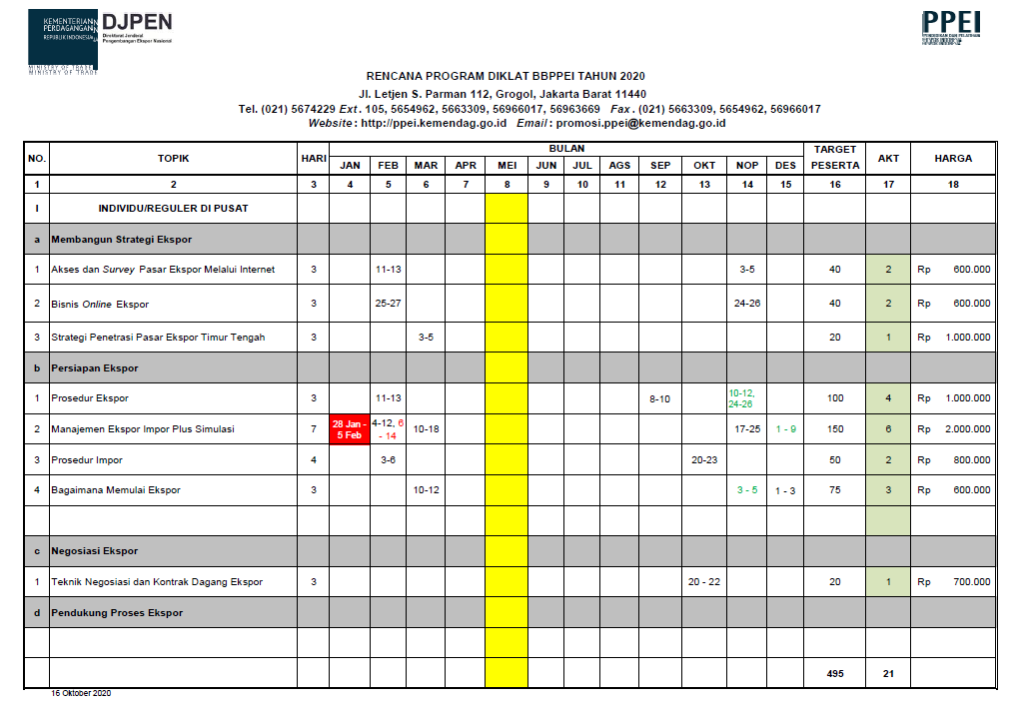 KEMENTERIAN
PERDAGANGAN
REPUBLIK INDONESIA
MINISTRY OF TRADE
DJPEN
Direktorat Jenderal
Pengembangan Ekspor Nasional
PPEI
PENDIDIKAN DAN PELATIHAN
RENCANA PROGRAM DIKLAT BBPPEI TAHUN 2020
Jl. Letjen S. Parman 112, Grogol, Jakarta Barat 11440
Tel. (021) 5674229 Ext. 105, 5654962, 5663309, 56966017, 56963669 Fax. (021) 5663309, 5654962, 56966017
Website: http://ppei.kemendag.go.id Email: promosi.ppei@kemendag.go.id
NO. TOPIK HARI BULAN TARGET PESERTA AKT HARGA
JAN FEB MAR APR MEI JUN JUL AGS SEP OKT NOP DES
1 2 3 4 5 6 7 8 9 10 11 12 13 14 15 16 17 18
I INDIVIDU/REGULER DI PUSAT
a Membangun Strategi Ekspor
1 Akses dan Survey Pasar Ekspor Melalui Internet 3 11-13 3-5 40 2 Rp 600.000
2 Bisnis Online Ekspor 3 25-27 24-26 40 2 Rp 600.000
3 Strategi Penetrasi Pasar Ekspor Timur Tengah 3 3-5 20 1 Rp 1.000.000
b Persiapan Ekspor
1 Prosedur Ekspor 3 11-13 8-10 10-12, 24-26 100 4 Rp 1.000.000
2 Manajemen Ekspor Impor Plus Simulasi 7 28 Jan - 5 Feb 4-12, 6 - 14 10-18 17-25 1 - 9 150 6 Rp 2.000.000
3 Prosedur Impor 4 3-6 20-23 50 2 Rp 800.000
4 Bagaimana Memulai Ekspor 3 10-12 3 - 5 1 - 3 75 3 Rp 600.000
c Negosiasi Ekspor
1 Teknik Negosiasi dan Kontrak Dagang Ekspor 3 20 - 22 20 1 Rp 700.000
d Pendukung Proses Ekspor
495 21
16 Oktober 2020